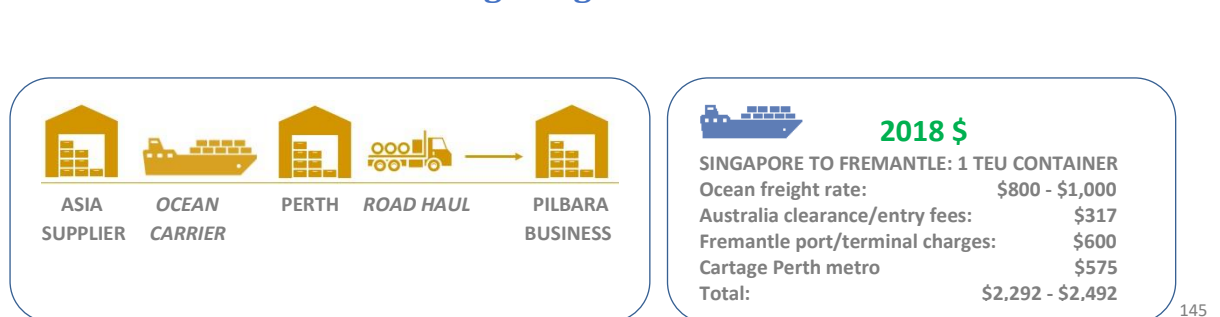 ASIA SUPPLIER
OCEAN CARRIER
PERTH
ROAD HAUL
PILBARA BUSINESS
2018 $
SINGAPORE TO FREMANTLE: 1 TEU CONTAINER
Ocean freight rate: $800 - $1,000
Australia clearance/entry fees: $317
Fremantle port/terminal charges: $600
Cartage Perth metro $575
Total: $2,292 - $2,492
145